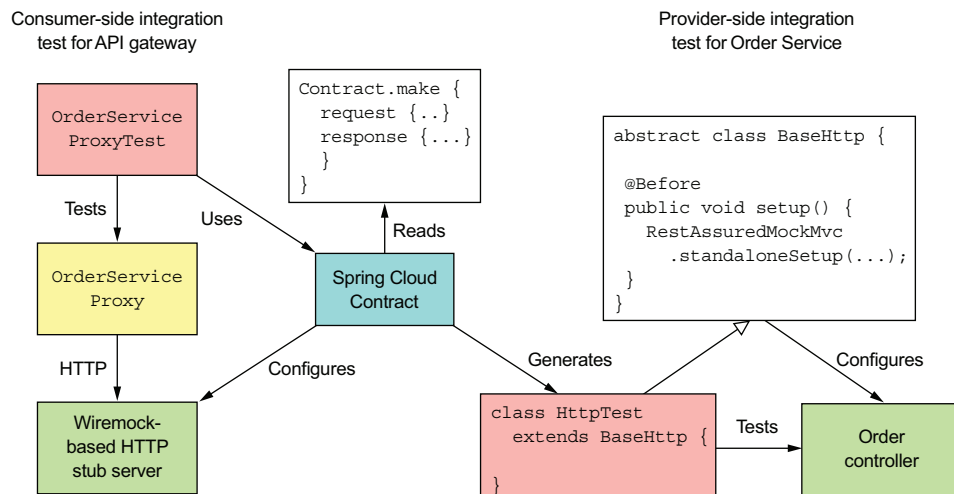 Consumer-side integration
test for API gateway
Provider-side integration
test for Order Service
OrderService
ProxyTest
Contract.make {
request {..}
response {...}
}
}
abstract class BaseHttp {
@Before
public void setup() {
RestAssuredMockMvc
.standaloneSetup(...);
}
}
Tests
Uses
Reads
OrderService
Proxy
Spring Cloud
Contract
HTTP
Configures
Generates
Configures
Wiremock-
based HTTP
stub server
class HttpTest
extends BaseHttp {
}
Tests
Order
controller